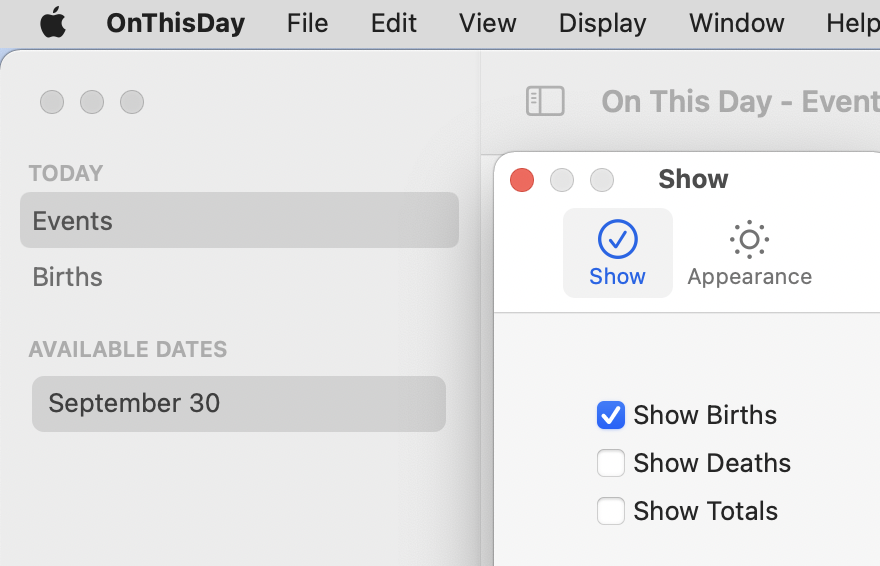 OnThisDay File Edit View Display Window Help
On This Day - Event
TODAY
Events
Births
AVAILABLE DATES
September 30
Show
Show Appearance
Show Births
Show Deaths
Show Totals